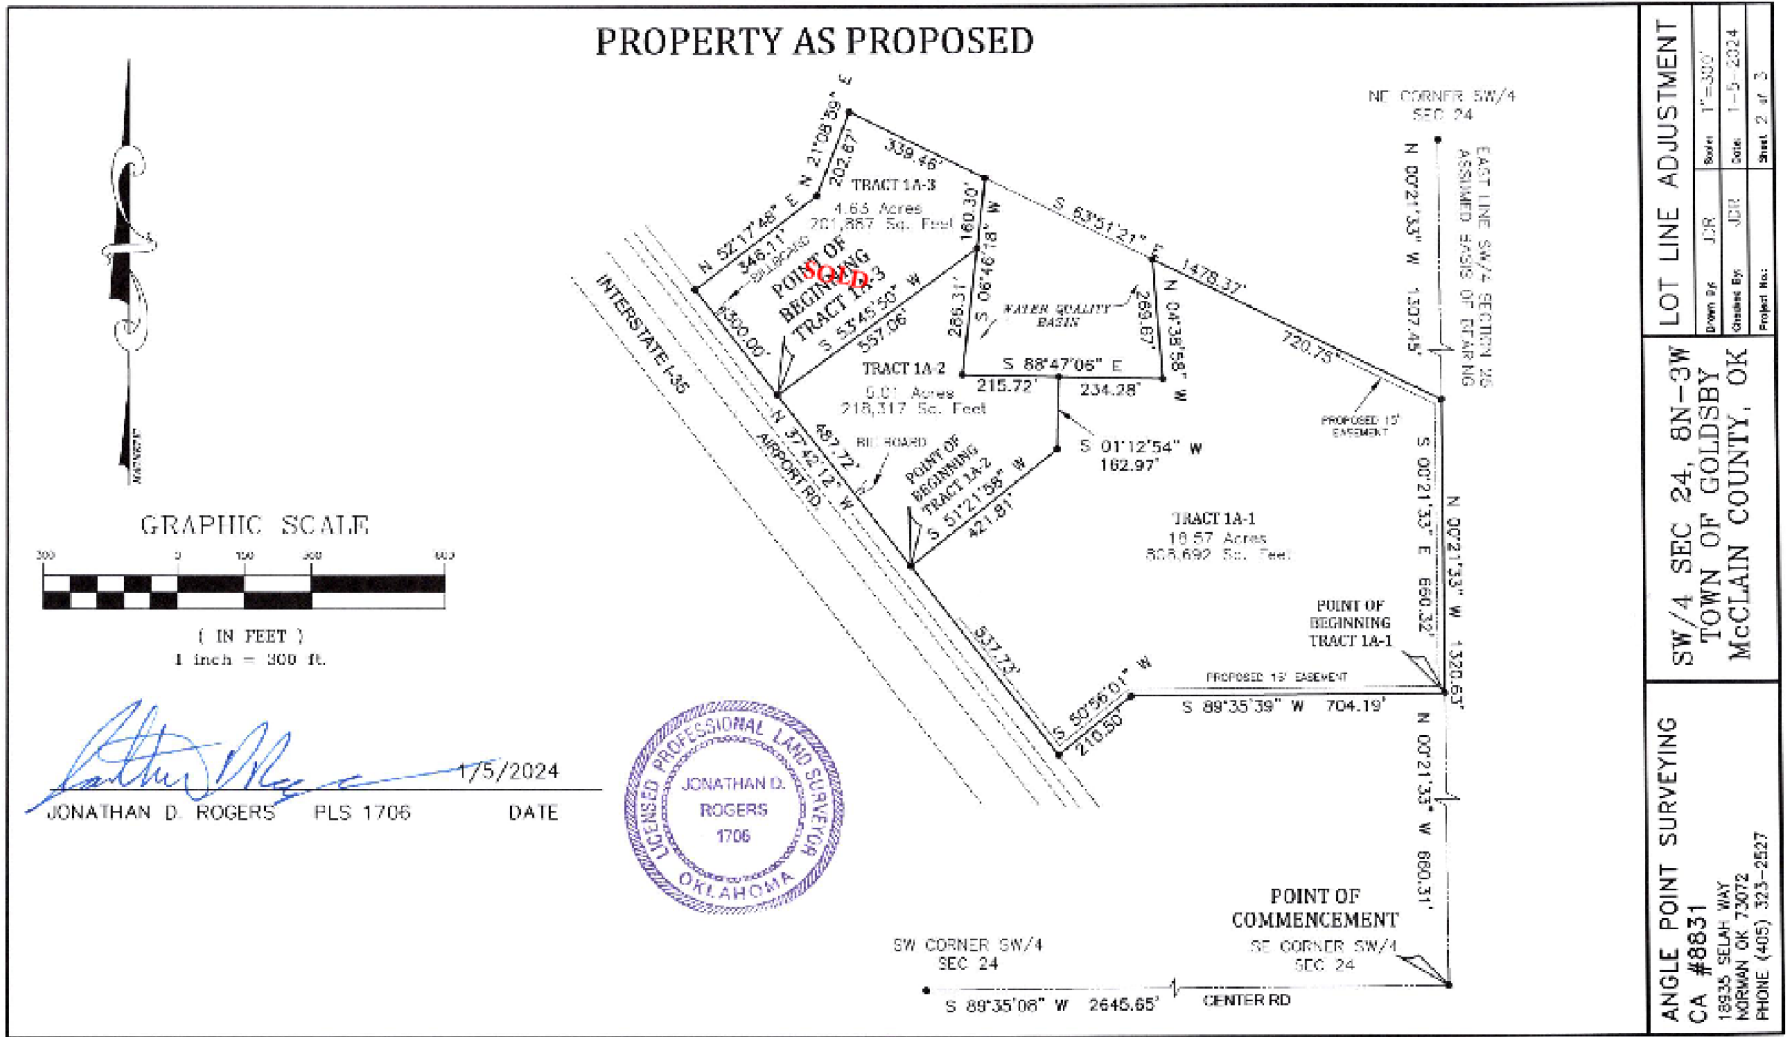 PROPERTY AS PROPOSED
NE CORNER SW/4
SEC 24
N 00°21'33" W 1307.45'
EAST LINE SW/4 SECTION 25
ASSUMED BASIS OF BEARING
N 21°08'59" E
202.67'
339.46'
TRACT 1A-3
4.63 Acres
201,887 Sq. Feet
N 52°17'48" E
346.11'
BILLBOARD
POINT OF
BEGINNING
TRACT 1A-3
SOLD
300.00'
S 53°45'50" W
557.06'
160.30'
S 06°46'18" W
286.31'
S 63°51'21" E
1478.37'
720.75'
WATER QUALITY
BASIN
269.87'
N 04°38'58" W
S 88°47'06" E
215.72'
234.28'
S 01°12'54" W
162.97'
PROPOSED 15'
EASEMENT
INTERSTATE I-35
AIRPORT RD.
N 37°42'12" W
487.72'
TRACT 1A-2
5.01 Acres
218,317 Sq. Feet
BILLBOARD
POINT OF
BEGINNING
TRACT 1A-2
S 51°21'58" W
421.81'
TRACT 1A-1
18.57 Acres
808,692 Sq. Feet
S 00°21'33" E 660.32'
N 00°21'33" W 1320.63'
POINT OF
BEGINNING
TRACT 1A-1
537.73'
S 50°56'01" W
210.50'
PROPOSED 15' EASEMENT
S 89°35'39" W 704.19'
N 00°21'33" W 660.31'
POINT OF
COMMENCEMENT
SE CORNER SW/4
SEC 24
SW CORNER SW/4
SEC 24
S 89°35'08" W 2645.65'
CENTER RD
GRAPHIC SCALE
300 0 150 300 600
( IN FEET )
1 inch = 300 ft.
1/5/2024
JONATHAN D. ROGERS PLS 1706 DATE
LICENSED PROFESSIONAL LAND SURVEYOR
JONATHAN D.
ROGERS
1706
OKLAHOMA
LOT LINE ADJUSTMENT
Drawn By: JDR Scale: 1"=300'
Checked By: JDR Date: 1-5-2024
Project No.: Sheet 2 of 3
SW/4 SEC 24, 8N-3W
TOWN OF GOLDSBY
McCLAIN COUNTY, OK
ANGLE POINT SURVEYING
CA #8831
18935 SELAH WAY
NORMAN OK 73072
PHONE (405) 323-2527